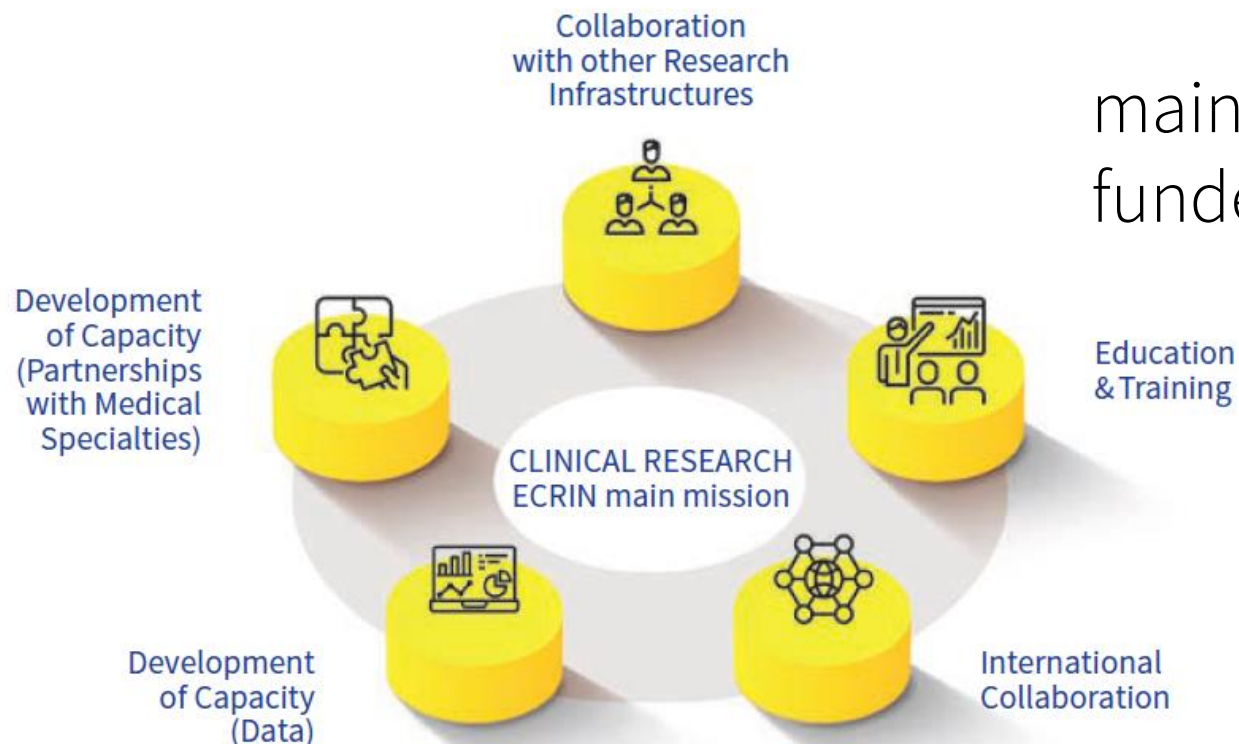 Collaboration
with other Research
Infrastructures
main
Development
of Capacity
(Partnerships
with Medical
Specialties)
Education
& Training
CLINICAL RESEARCH
ECRIN main mission
Development
of Capacity
(Data)
International
Collaboration